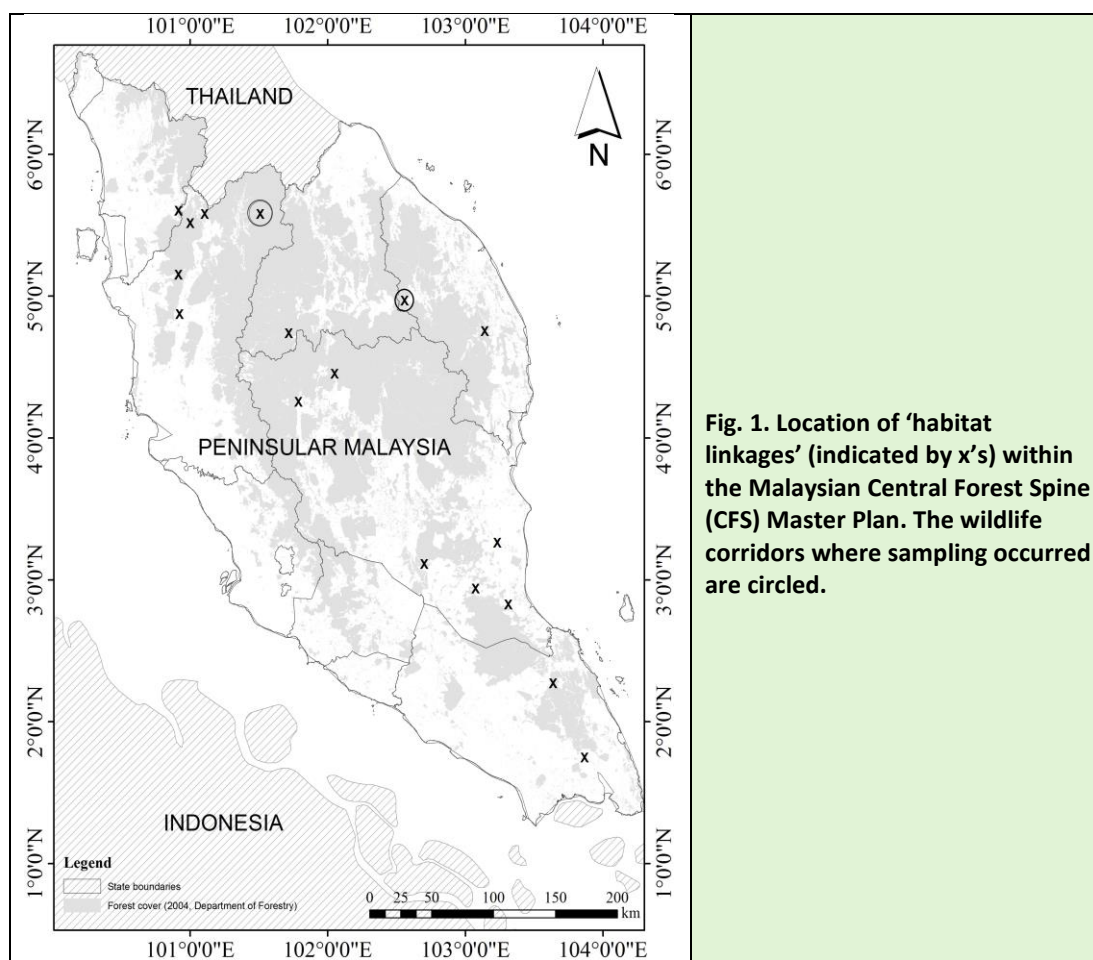 101°0'0"E 102°0'0"E 103°0'0"E 104°0'0"E
THAILAND
N
6°0'0"N 6°0'0"N
x x x x
x
5°0'0"N x 5°0'0"N
x
x x
x
x
PENINSULAR MALAYSIA
4°0'0"N 4°0'0"N
x
x
3°0'0"N x 3°0'0"N
x
x
2°0'0"N 2°0'0"N
x
INDONESIA
1°0'0"N 1°0'0"N
Legend
State boundaries
Forest cover (2004, Department of Forestry)
0 25 50 100 150 200
km
101°0'0"E 102°0'0"E 103°0'0"E 104°0'0"E
Fig. 1. Location of ‘habitat
linkages’ (indicated by x’s) within
the Malaysian Central Forest Spine
(CFS) Master Plan. The wildlife
corridors where sampling occurred
are circled.